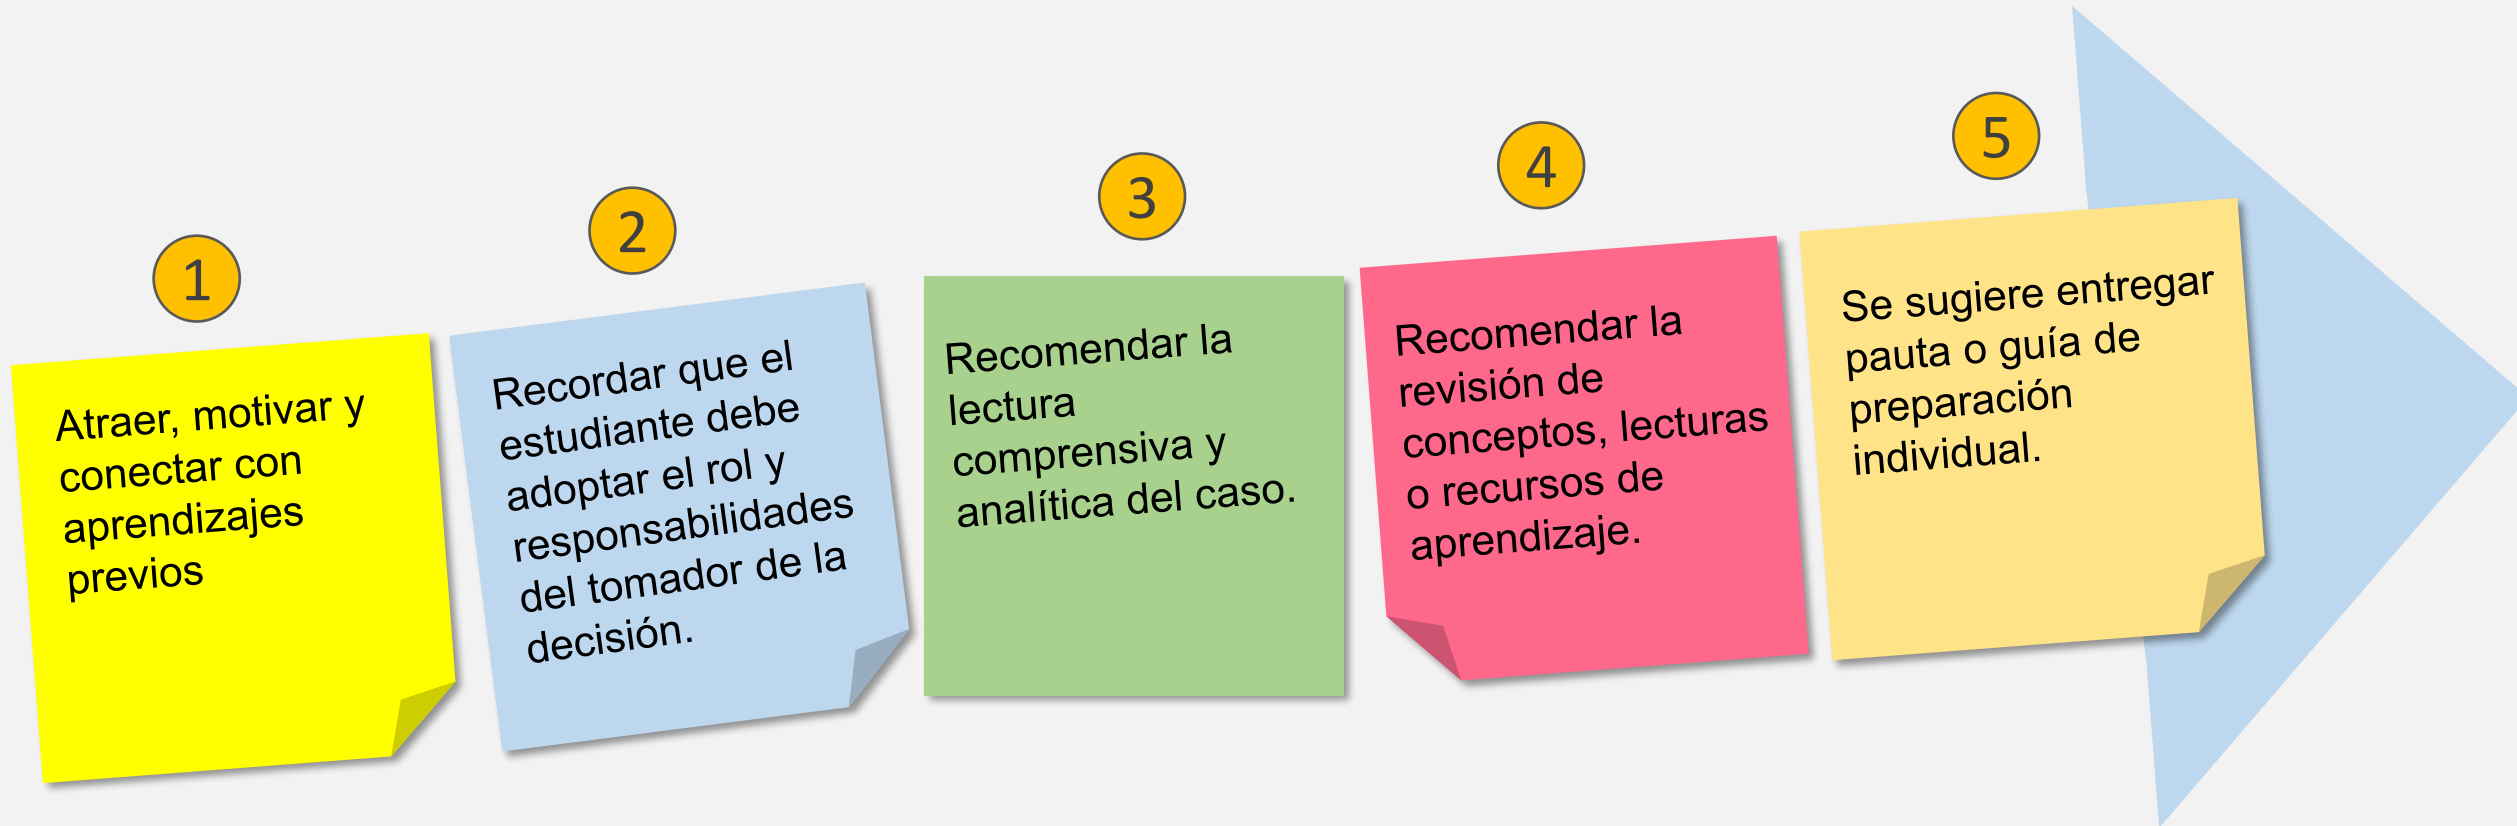 1
Atraer, motivar y
conectar con
aprendizajes
previos
2
Recordar que el
estudiante debe
adoptar el rol y
responsabilidades
del tomador de la
decisión.
3
Recomendar la
lectura
comprensiva y
analítica del caso.
4
Recomendar la
revisión de
conceptos, lecturas
o recursos de
aprendizaje.
5
Se sugiere entregar
pauta o guía de
preparación
individual.